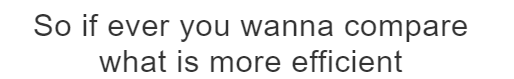 So if ever you wanna compare
what is more efficient